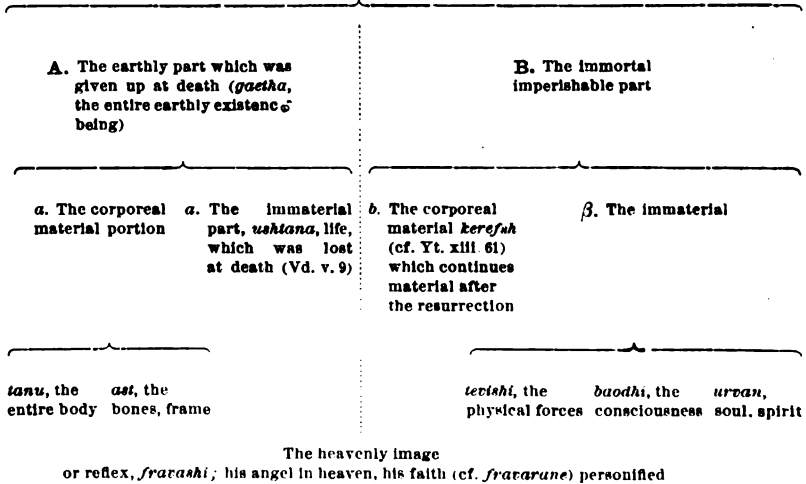 A. The earthly part which was
given up at death (gaetha,
the entire earthly existence
being)
B. The immortal
imperishable part
a. The corporeal
material portion
a. The immaterial
part, ushtana, life,
which was lost
at death (Vd. v. 9)
b. The corporeal
material kerefsh
(cf. Yt. xiii 61)
which continues
material after
the resurrection
β. The immaterial
tanu, the
entire body
ast, the
bones, frame
tevishi, the
physical forces
baodhi, the
consciousness
urvan,
soul, spirit
The heavenly image
or reflex, fravashi; his angel in heaven, his faith (cf. fravarune) personified